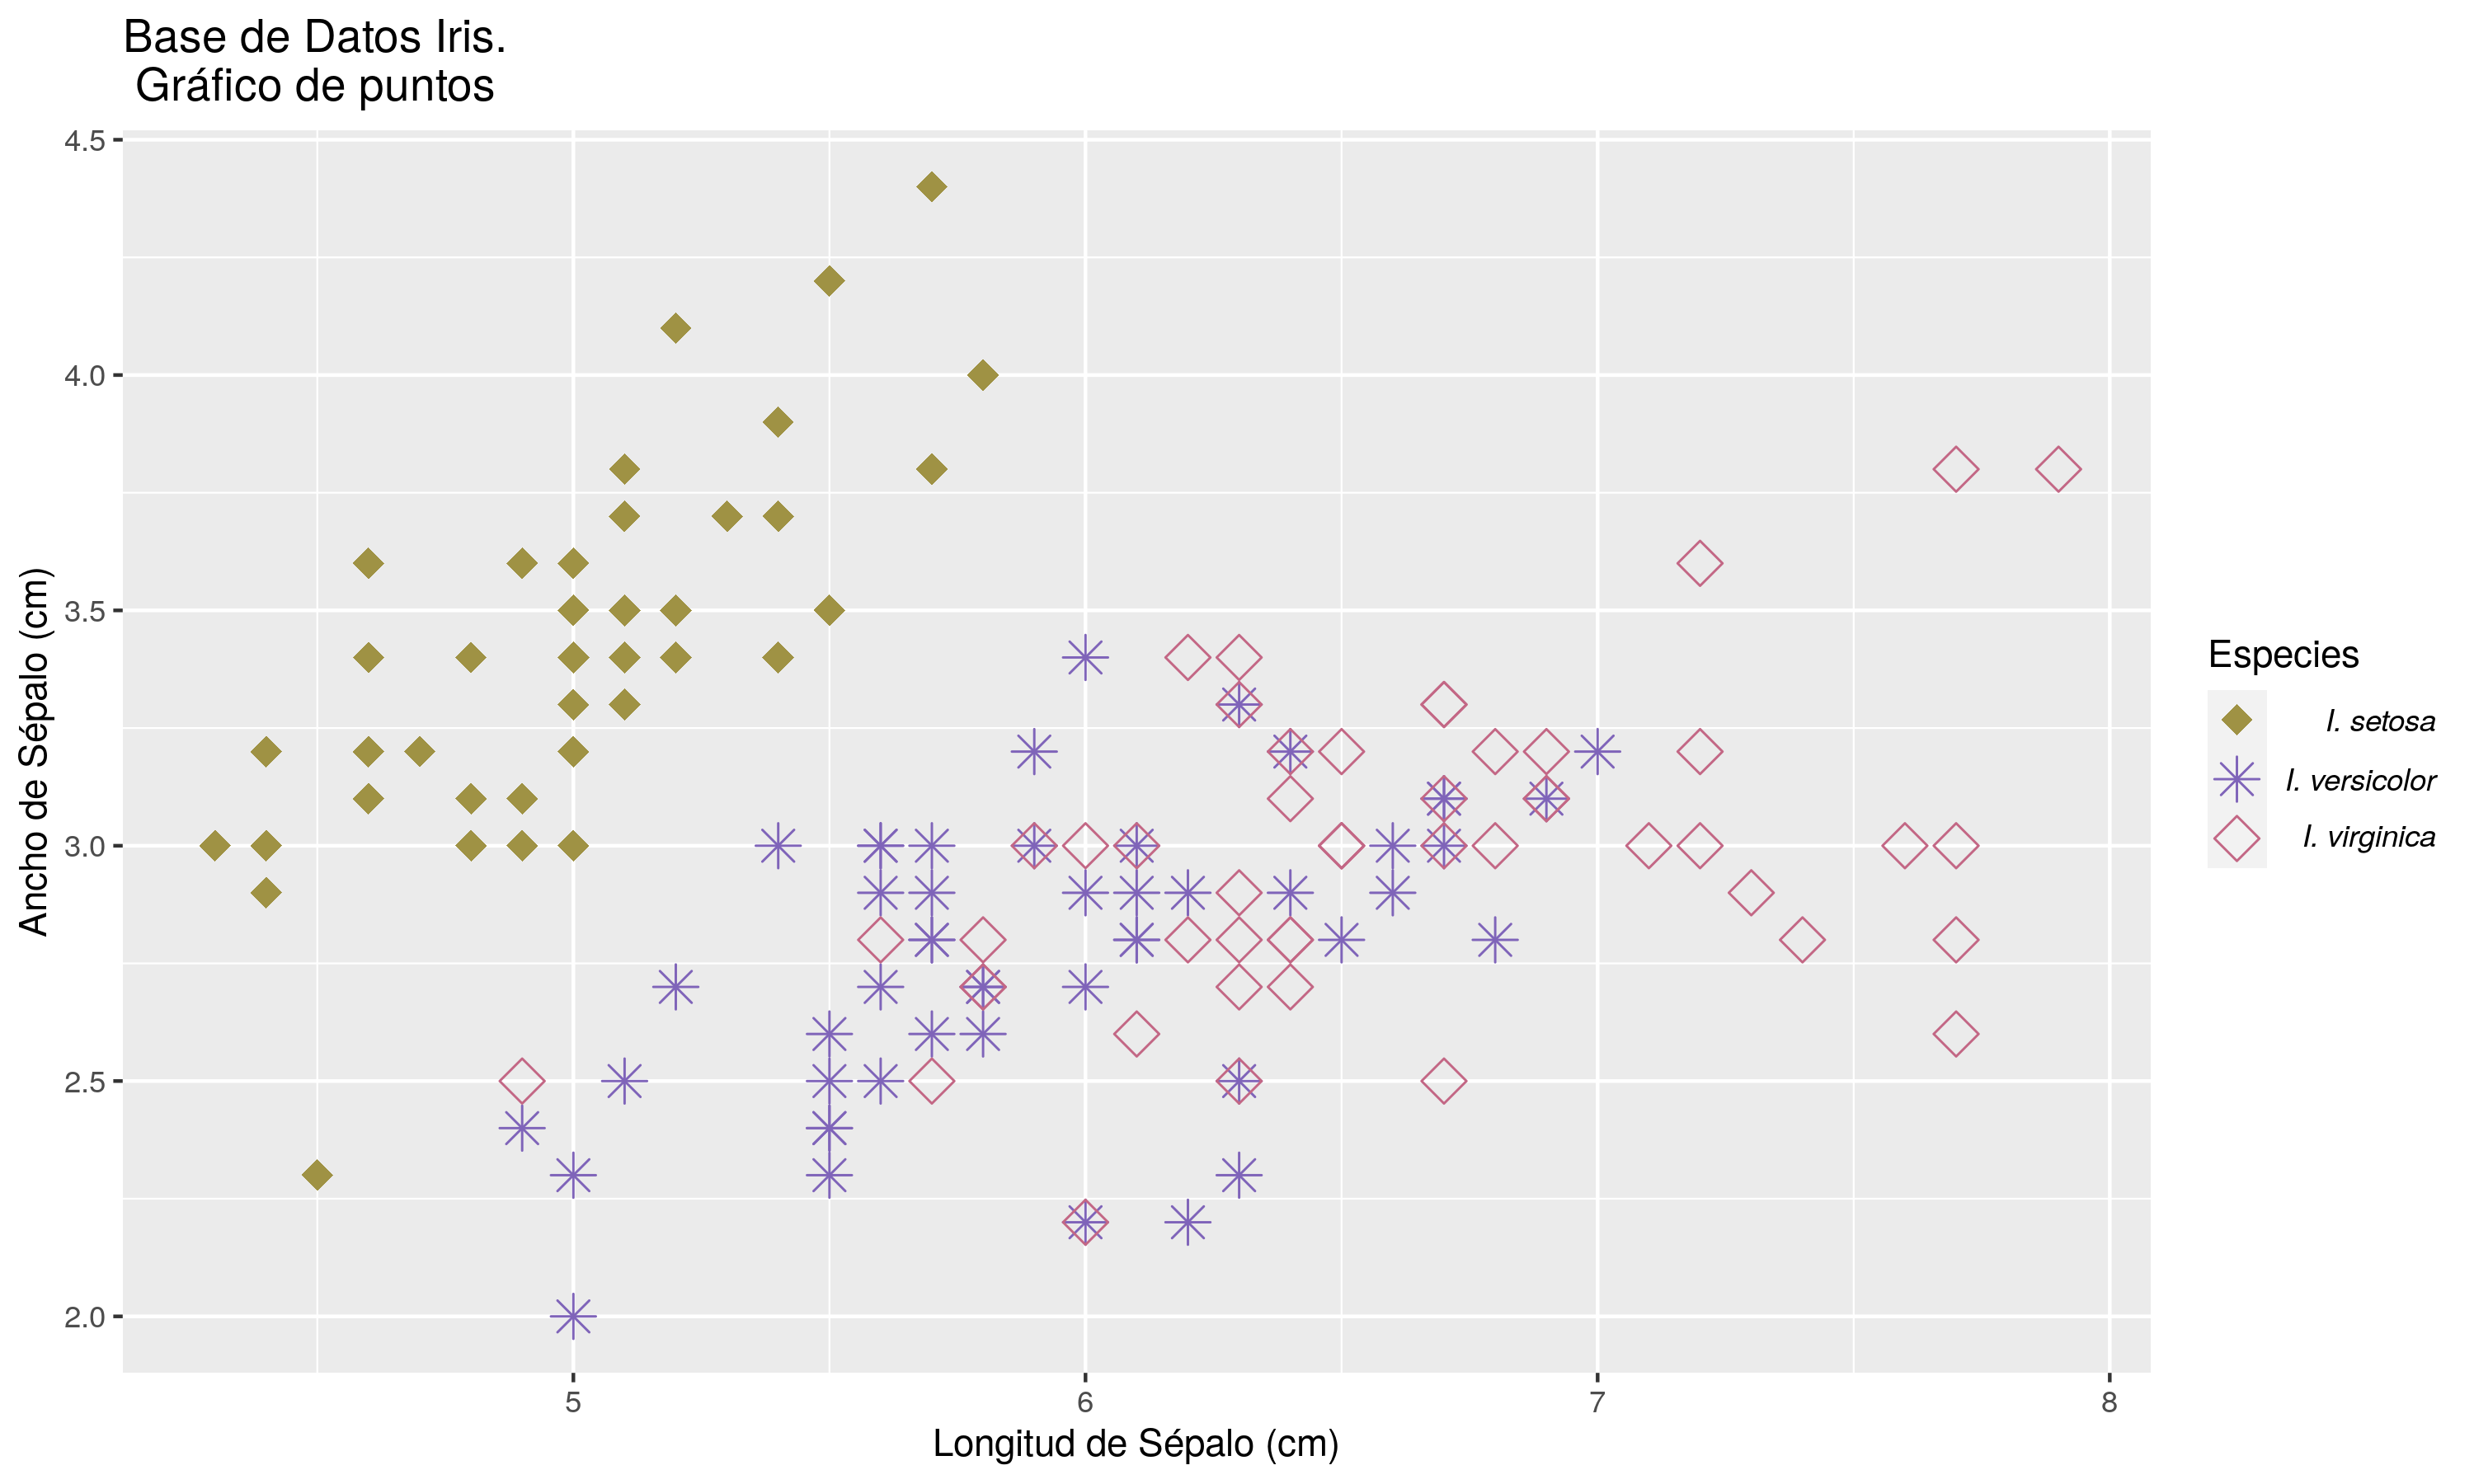 Base de Datos Iris.
Gráfico de puntos
4.5
4.0
3.5
3.0
2.5
2.0
Ancho de Sépalo (cm)
5 6 7 8
Longitud de Sépalo (cm)
Especies
I. setosa
I. versicolor
I. virginica